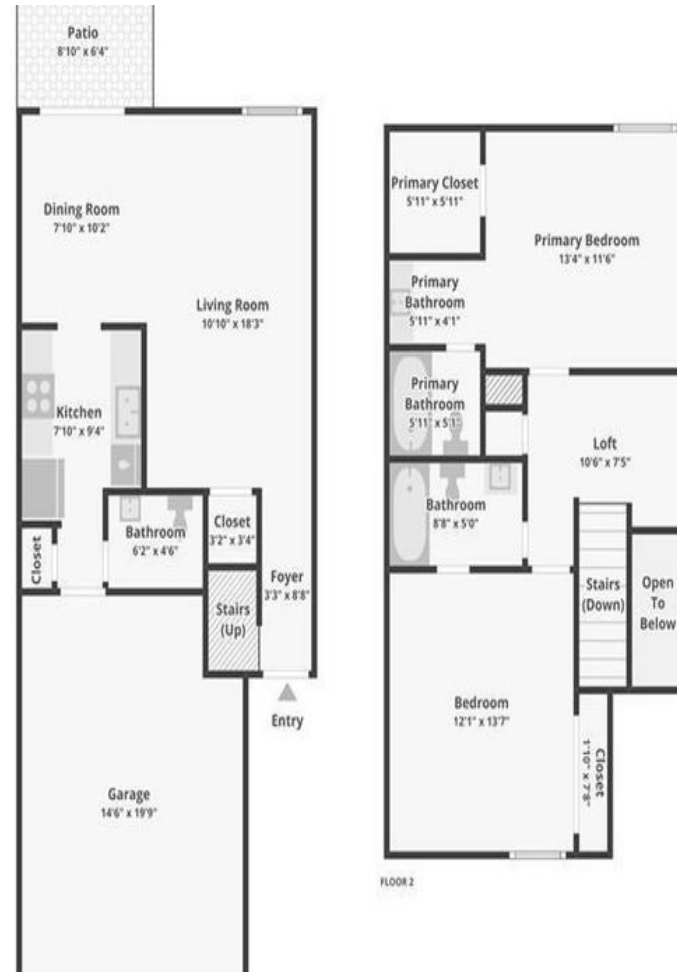 Patio
8'10" x 6'4"
Dining Room
7'10" x 10'2"
Living Room
10'10" x 18'3"
Kitchen
7'10" x 9'4"
Closet
Bathroom
6'2" x 4'6"
Closet
3'2" x 3'4"
Foyer
3'3" x 8'8"
Stairs
(Up)
Entry
Garage
14'6" x 19'9"
Primary Closet
5'11" x 5'11"
Primary Bedroom
13'4" x 11'6"
Primary
Bathroom
5'11" x 4'1"
Primary
Bathroom
5'11" x 5'1"
Loft
10'6" x 7'5"
Bathroom
8'8" x 5'0"
Stairs
(Down)
Open
To
Below
Bedroom
12'1" x 13'7"
Closet
1'10" x 7'8"
FLOOR 2